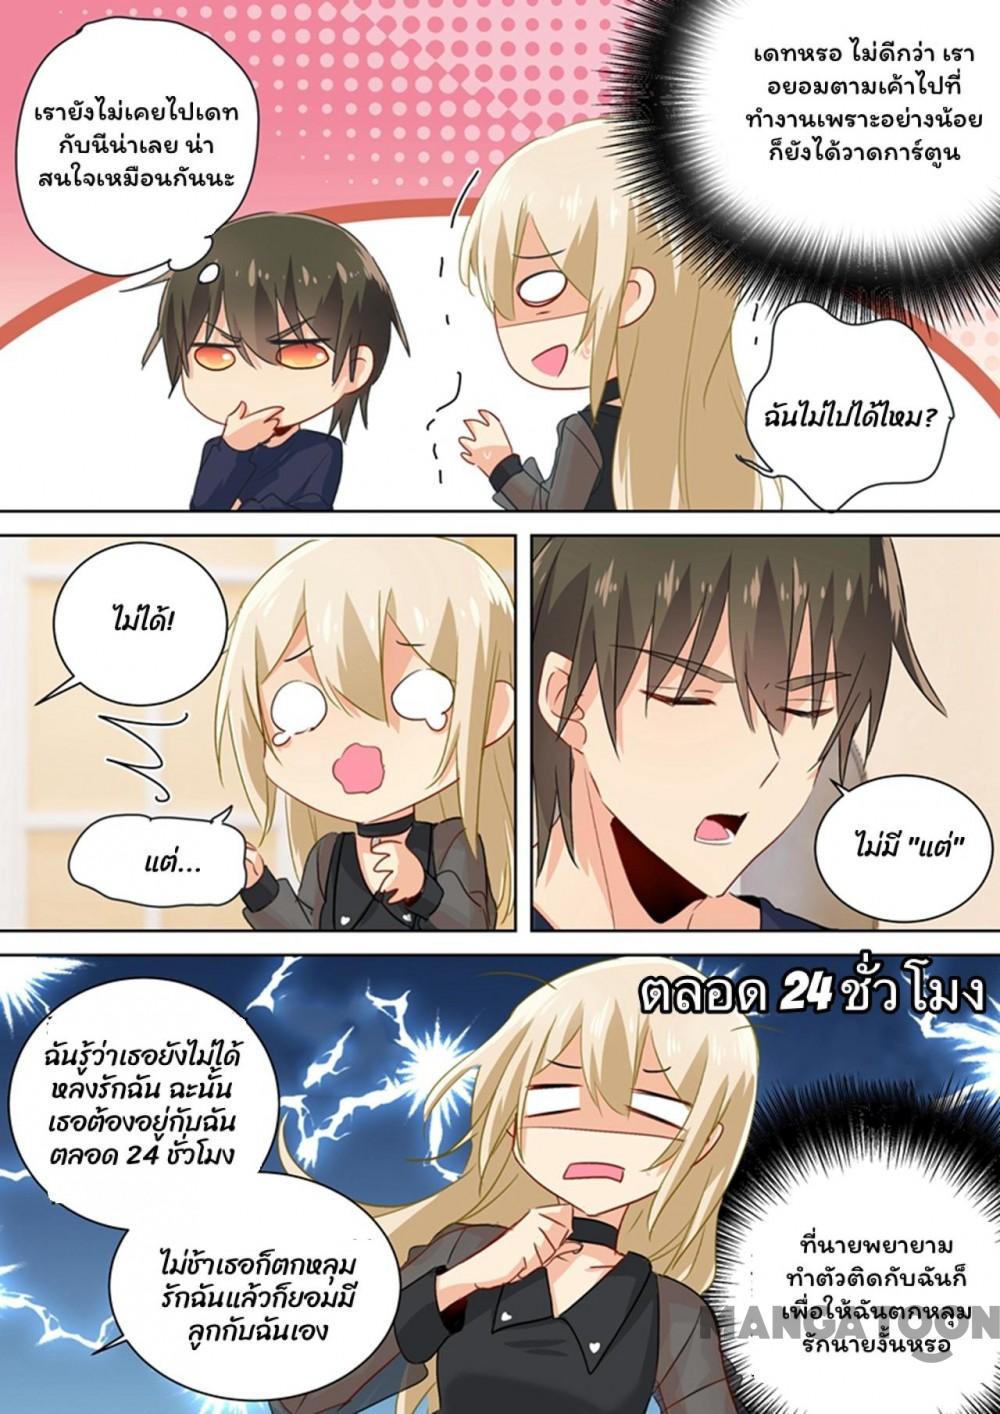 เรายังไม่เคยไปเดท
กับนีน่าเลย น่า
สนใจเหมือนกันนะ
เดทหรอ ไม่ดีกว่า เรา
อยอมตามเค้าไปที่
ทำงานเพราะอย่างน้อย
ก็ยังได้วาดการ์ตูน
ฉันไม่ไปได้ไหม?
ไม่ได้!
แต่...
ไม่มี "แต่"
ตลอด 24 ชั่วโมง
ฉันรู้ว่าเธอยังไม่ได้
หลงรักฉัน ฉะนั้น
เธอต้องอยู่กับฉัน
ตลอด 24 ชั่วโมง
ไม่ช้าเธอก็ตกหลุม
รักฉันแล้วก็ยอมมี
ลูกกับฉันเอง
ที่นายพยายาม
ทำตัวติดกับฉันก็
เพื่อให้ฉันตกหลุม
รักนายงั้นหรอ
MANGATOON